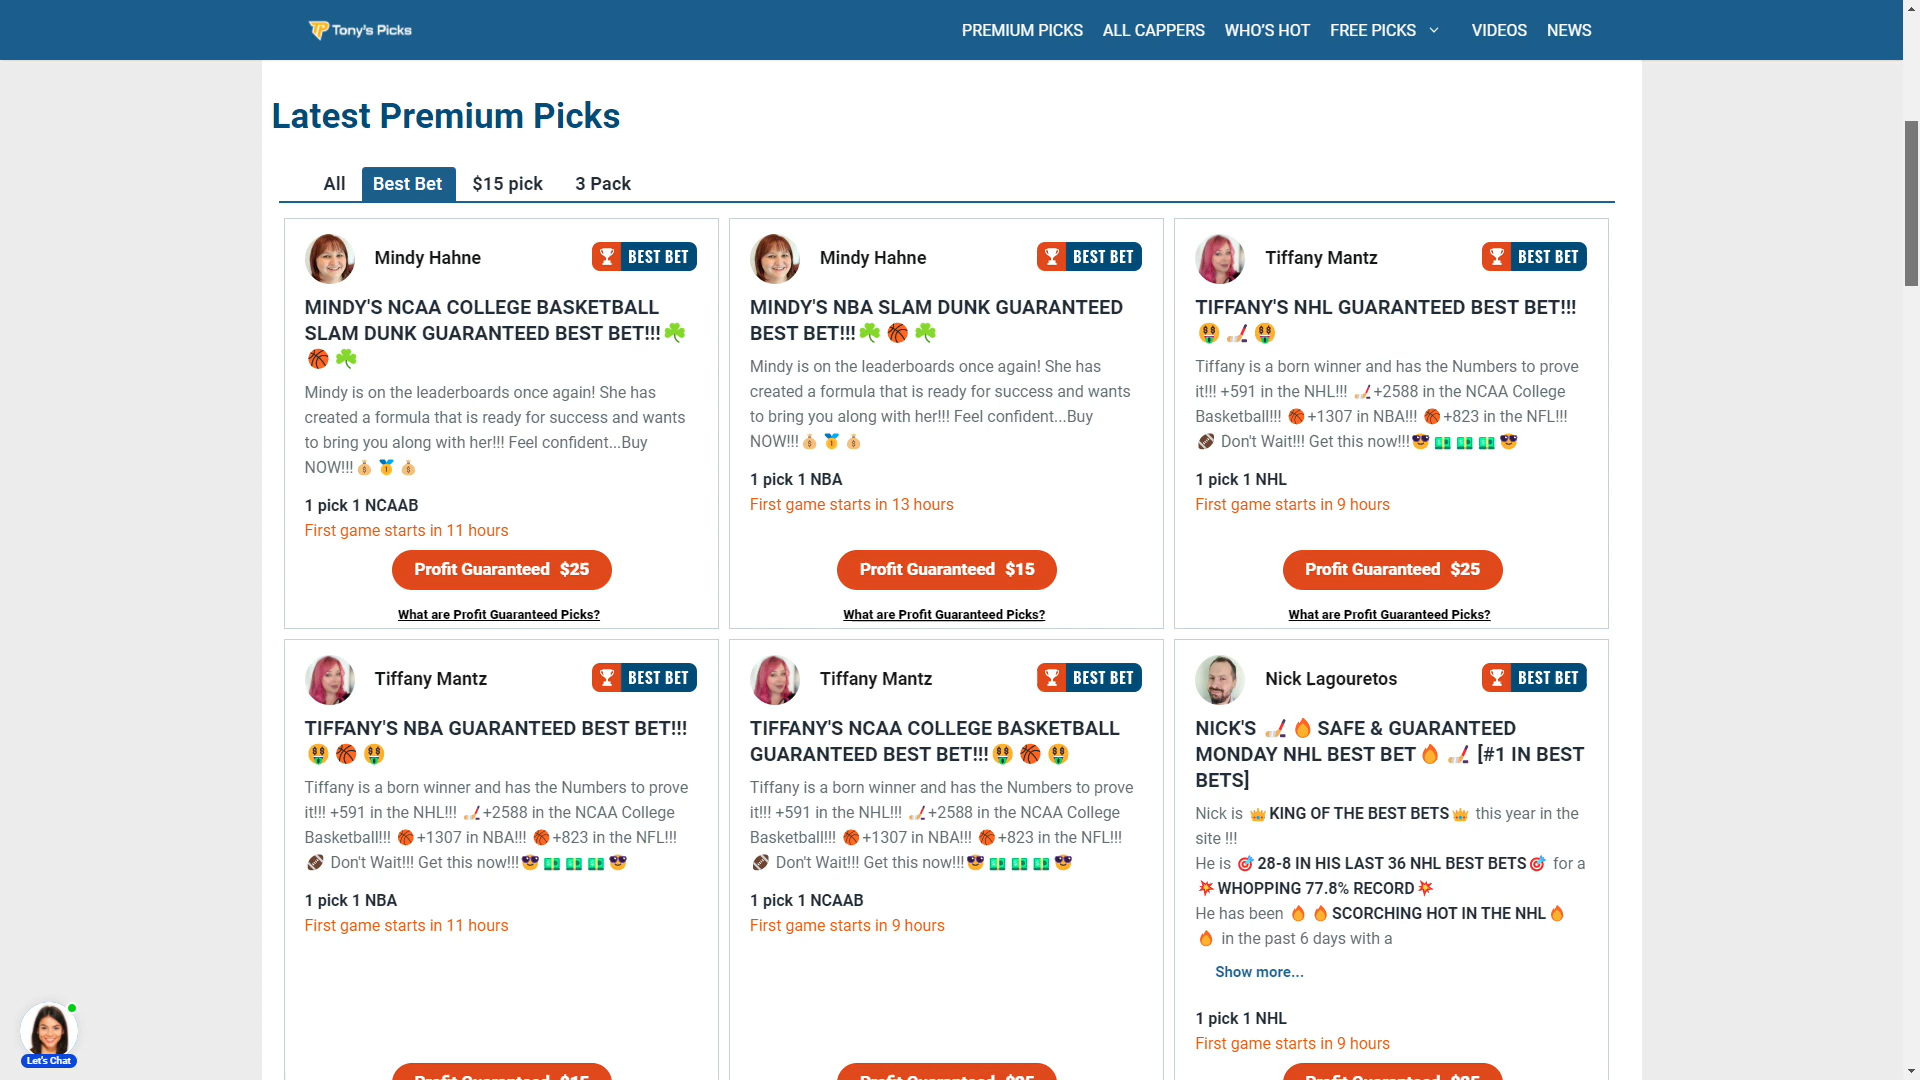 Tony's Picks
PREMIUM PICKS
ALL CAPPERS
WHO'S HOT
FREE PICKS
VIDEOS
NEWS
Latest Premium Picks
All
Best Bet
$15 pick
3 Pack
Mindy Hahne
BEST BET
MINDY'S NCAA COLLEGE BASKETBALL
SLAM DUNK GUARANTEED BEST BET!!!☘️
🏀 ☘️
Mindy is on the leaderboards once again! She has
created a formula that is ready for success and wants
to bring you along with her!!! Feel confident...Buy
NOW!!!💰 🥇 💰
1 pick 1 NCAAB
First game starts in 11 hours
Profit Guaranteed $25
What are Profit Guaranteed Picks?
Mindy Hahne
BEST BET
MINDY'S NBA SLAM DUNK GUARANTEED
BEST BET!!!☘️ 🏀 ☘️
Mindy is on the leaderboards once again! She has
created a formula that is ready for success and wants
to bring you along with her!!! Feel confident...Buy
NOW!!!💰 🥇 💰
1 pick 1 NBA
First game starts in 13 hours
Profit Guaranteed $15
What are Profit Guaranteed Picks?
Tiffany Mantz
BEST BET
TIFFANY'S NHL GUARANTEED BEST BET!!!
🤑 🏒 🤑
Tiffany is a born winner and has the Numbers to prove
it!!! +591 in the NHL!!! 🏒+2588 in the NCAA College
Basketball!!! 🏀+1307 in NBA!!! 🏀+823 in the NFL!!!
🏈 Don't Wait!!! Get this now!!!😎 💵 💵 💵 😎
1 pick 1 NHL
First game starts in 9 hours
Profit Guaranteed $25
What are Profit Guaranteed Picks?
Tiffany Mantz
BEST BET
TIFFANY'S NBA GUARANTEED BEST BET!!!
🤑 🏀 🤑
Tiffany is a born winner and has the Numbers to prove
it!!! +591 in the NHL!!! 🏒+2588 in the NCAA College
Basketball!!! 🏀+1307 in NBA!!! 🏀+823 in the NFL!!!
🏈 Don't Wait!!! Get this now!!!😎 💵 💵 💵 😎
1 pick 1 NBA
First game starts in 11 hours
Profit Guaranteed $15
Tiffany Mantz
BEST BET
TIFFANY'S NCAA COLLEGE BASKETBALL
GUARANTEED BEST BET!!!🤑 🏀 🤑
Tiffany is a born winner and has the Numbers to prove
it!!! +591 in the NHL!!! 🏒+2588 in the NCAA College
Basketball!!! 🏀+1307 in NBA!!! 🏀+823 in the NFL!!!
🏈 Don't Wait!!! Get this now!!!😎 💵 💵 💵 😎
1 pick 1 NCAAB
First game starts in 9 hours
Profit Guaranteed $25
Nick Lagouretos
BEST BET
NICK'S 🏒 🔥 SAFE & GUARANTEED
MONDAY NHL BEST BET🔥 🏒 [#1 IN BEST
BETS]
Nick is 👑KING OF THE BEST BETS👑 this year in the
site !!!
He is 🎯28-8 IN HIS LAST 36 NHL BEST BETS🎯 for a
💥WHOPPING 77.8% RECORD💥
He has been 🔥 🔥SCORCHING HOT IN THE NHL🔥
🔥 in the past 6 days with a
Show more...
1 pick 1 NHL
First game starts in 9 hours
Profit Guaranteed $25
Let's Chat